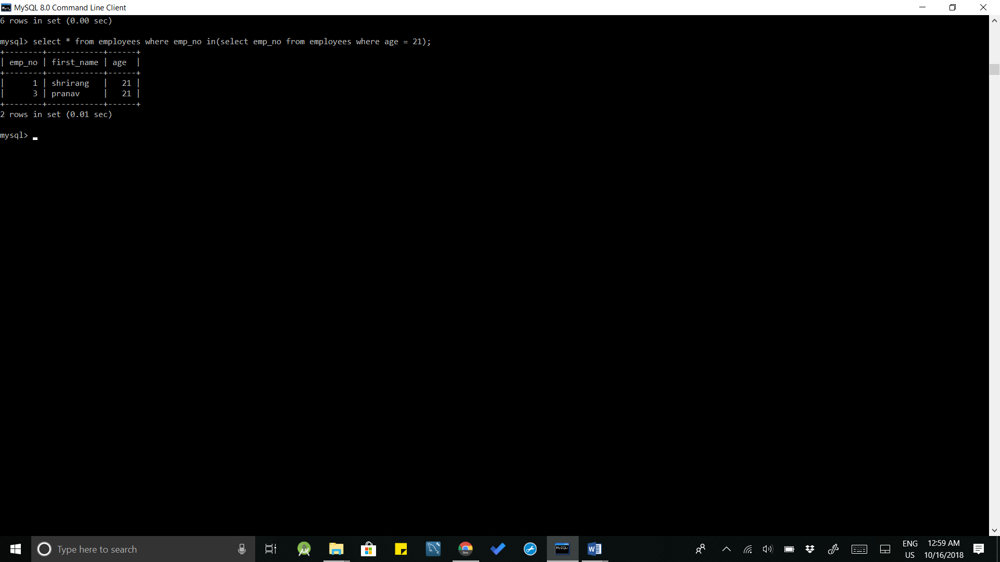 MySQL 8.0 Command Line Client
6 rows in set (0.00 sec)
mysql> select * from employees where emp_no in(select emp_no from employees where age = 21);
+--------+------------+------+
| emp_no | first_name | age  |
+--------+------------+------+
|      1 | shrirang   |   21 |
|      3 | pranav     |   21 |
+--------+------------+------+
2 rows in set (0.01 sec)
mysql>
Type here to search
ENG
US
12:59 AM
10/16/2018